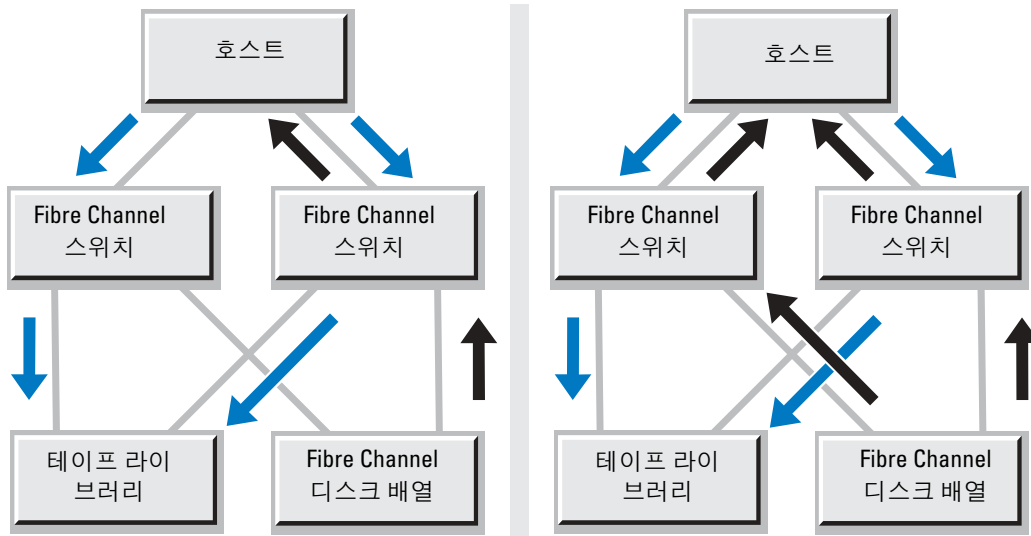 호스트
Fibre Channel
스위치
Fibre Channel
스위치
테이프 라이
브러리
Fibre Channel
디스크 배열
호스트
Fibre Channel
스위치
Fibre Channel
스위치
테이프 라이
브러리
Fibre Channel
디스크 배열